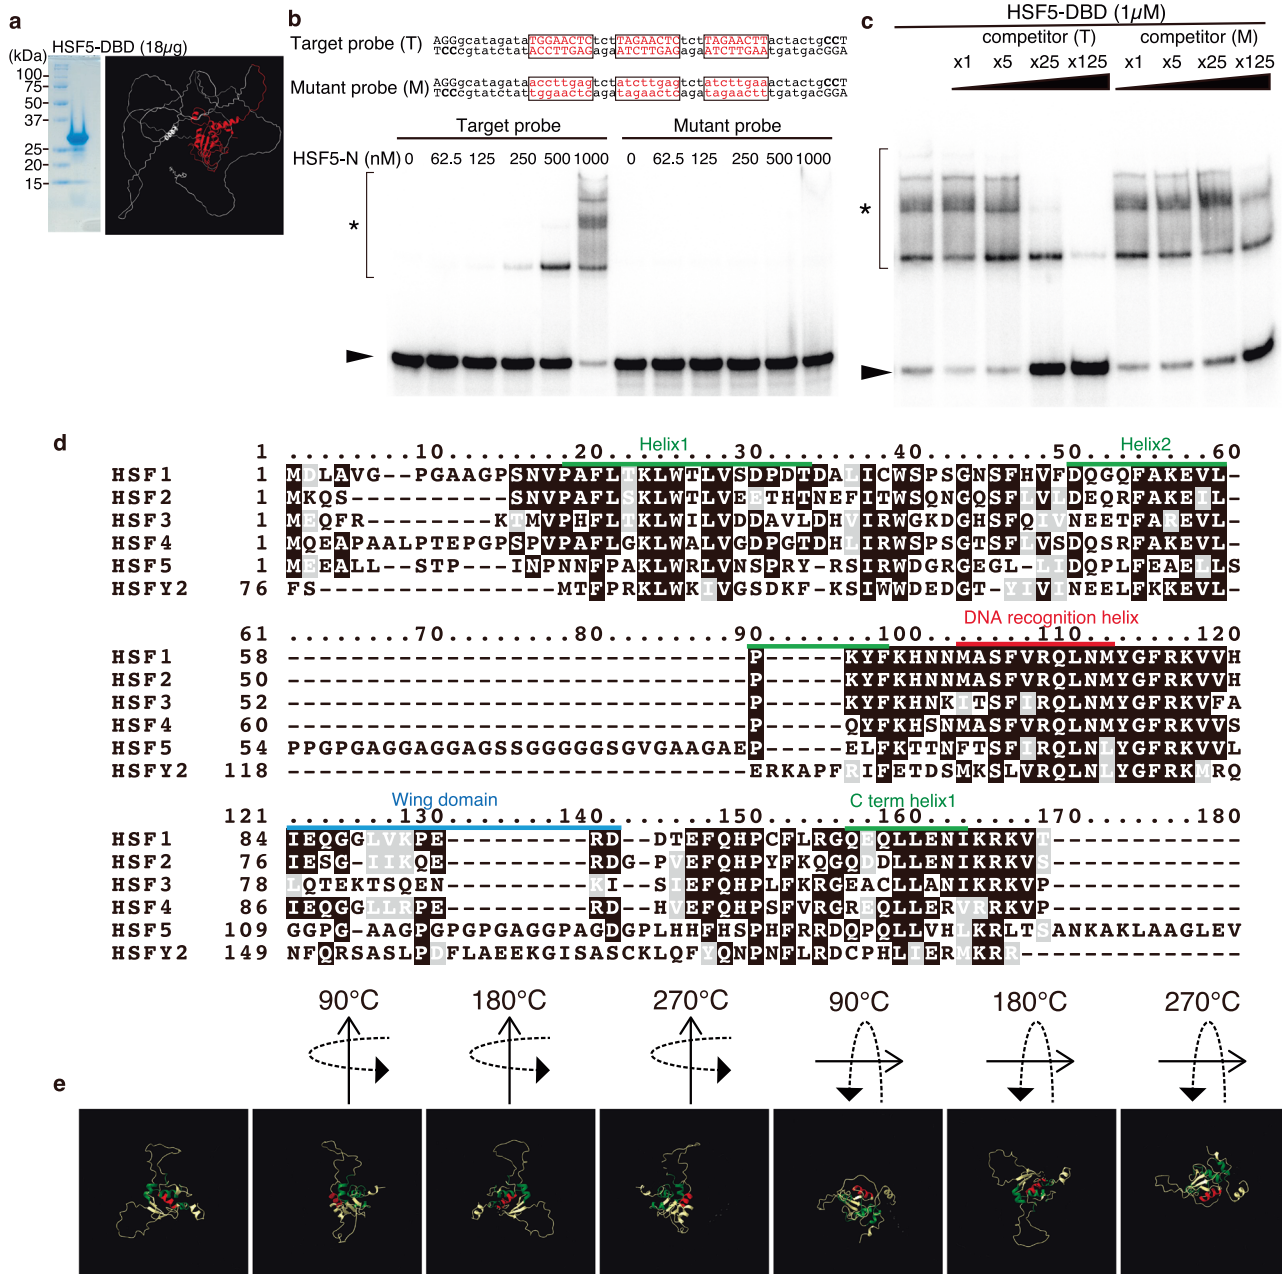 a
HSF5-DBD (18µg)
(kDa)
100
75
50
37
25
20
15
b
Target probe (T)
AGGgcatagataTGGAACTCtctTAGAACTCtctTAGAACTTactactgCCT
TCCcgtatctatACCTTGAGagaATCTTGAGagaATCTTGAAtgatgacGGA
Mutant probe (M)
AGGgcatagataaccttgagtctatcttgagtctatcttgaaactactgCCT
TCCcgtatctattggaactcagatagaactcagatagaactttgatgacGGA
Target probe
Mutant probe
HSF5-N (nM) 0 62.5 125 250 500 1000 0 62.5 125 250 500 1000
*
c
HSF5-DBD (1µM)
competitor (T)
competitor (M)
x1 x5 x25 x125 x1 x5 x25 x125
*
d
Helix1
Helix2
1 ........10........20........30........40........50........60
HSF1 1 MDLAVG--PGAAGPSNVPAFLTKLWTLVSDPDTDALICWSPSGNSFHVFDQGQFAKEVL-
HSF2 1 MKQS----------SNVPAFLSKLWTLVEETHTNEFITWSQNGQSFLVLDEQRFAKEIL-
HSF3 1 MEQFR--------KTMVPHFLTKLWILVDDAVLDHVIRWGKDGHSFQIVNEETFAREVL-
HSF4 1 MQEAPAALPTEPGPSPVPAFLGKLWALVGDPGTDHLIRWSPSGTSFLVSDQSRFAKEVL-
HSF5 1 MEEALL--STP---INPNNFPAKLWRLVNSPRY-RSIRWDGRGEGL-LIDQPLFEAELLS
HSFY2 76 FS---------------MTFPRKLWKIVGSDKF-KSIWWDEDGT-YIVINEELFKKEVL-
DNA recognition helix
61 ........70........80........90........100.......110.......120
HSF1 58 -----------------------------P-----KYFKHNNMASFVRQLNMYGFRKVVH
HSF2 50 -----------------------------P-----KYFKHNNMASFVRQLNMYGFRKVVH
HSF3 52 -----------------------------P-----KYFKHNKITSFIRQLNMYGFRKVFA
HSF4 60 -----------------------------P-----QYFKHSNMASFVRQLNMYGFRKVVS
HSF5 54 PPGPGAGGAGGAGSSGGGGGSGVGAAGAEP-----ELFKTTNFTSFIRQLNLYGFRKVVL
HSFY2 118 -----------------------------ERKAPFRIFETDSMKSLVRQLNLYGFRKMRQ
Wing domain
C term helix1
121 .......130.......140.......150.......160.......170.......180
HSF1 84 IEQGGLVKPE---------RD--DTEFQHPCFLRGQEQLLENIKRKVT------------
HSF2 76 IESG-IIKQE---------RDG-PVEFQHPYFKQGQDDLLENIKRKVS------------
HSF3 78 LQTEKTSQEN---------KI--SIEFQHPLFKRGEACLLANIKRKVP------------
HSF4 86 IEQGGLLRPE---------RD--HVEFQHPSFVRGREQLLERVRRKVP------------
HSF5 109 GGPG-AAGPGPGPAGAGGPAGDGPLHHFHSPHFRRDQPQLLVHLKRLTSANKAKLAAGLEV
HSFY2 149 NFQRSASLPDFLAEEKGISASCKLQFYQNPNFLRDCPHLIERMKRR--------------
e
90°C 180°C 270°C 90°C 180°C 270°C